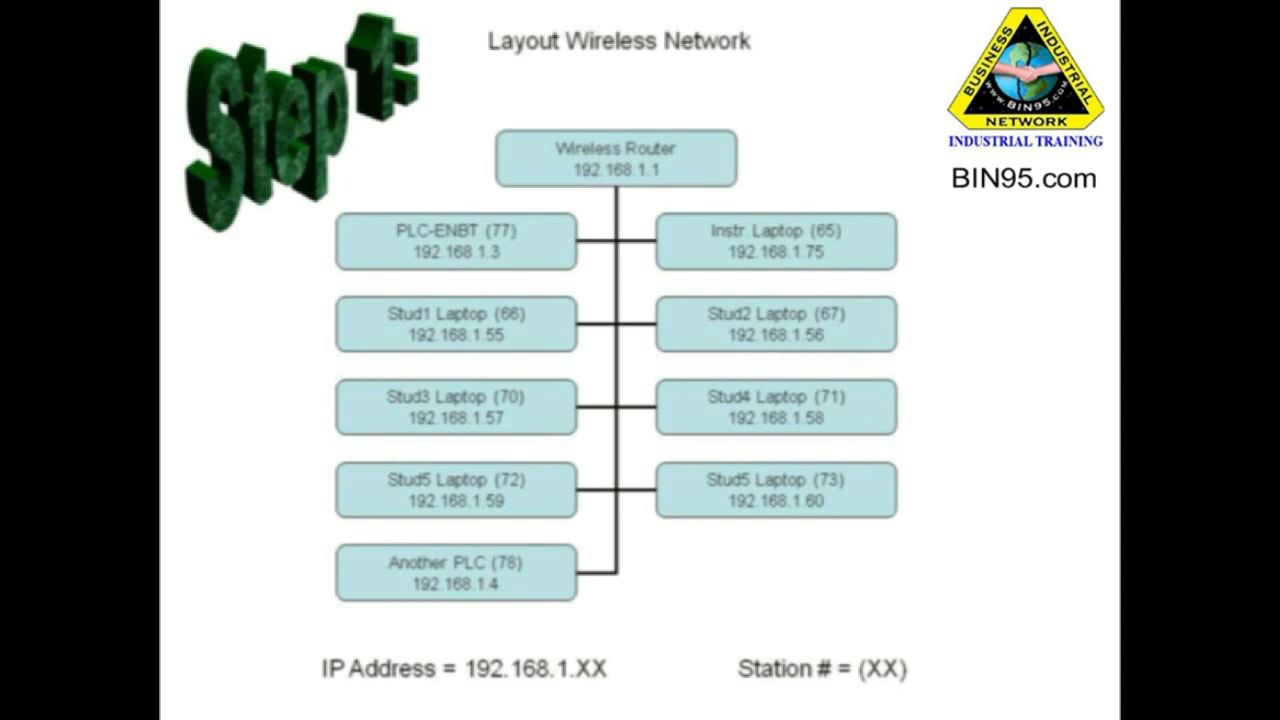 Step 1:
Layout Wireless Network
BUSINESS INDUSTRIAL NETWORK
www.BIN95.com
INDUSTRIAL TRAINING
BIN95.com
Wireless Router
192.168.1.1
PLC-ENBT (77)
192.168.1.3
Instr. Laptop (65)
192.168.1.75
Stud1 Laptop (66)
192.168.1.55
Stud2 Laptop (67)
192.168.1.56
Stud3 Laptop (70)
192.168.1.57
Stud4 Laptop (71)
192.168.1.58
Stud5 Laptop (72)
192.168.1.59
Stud5 Laptop (73)
192.168.1.60
Another PLC (78)
192.168.1.4
IP Address = 192.168.1.XX
Station # = (XX)